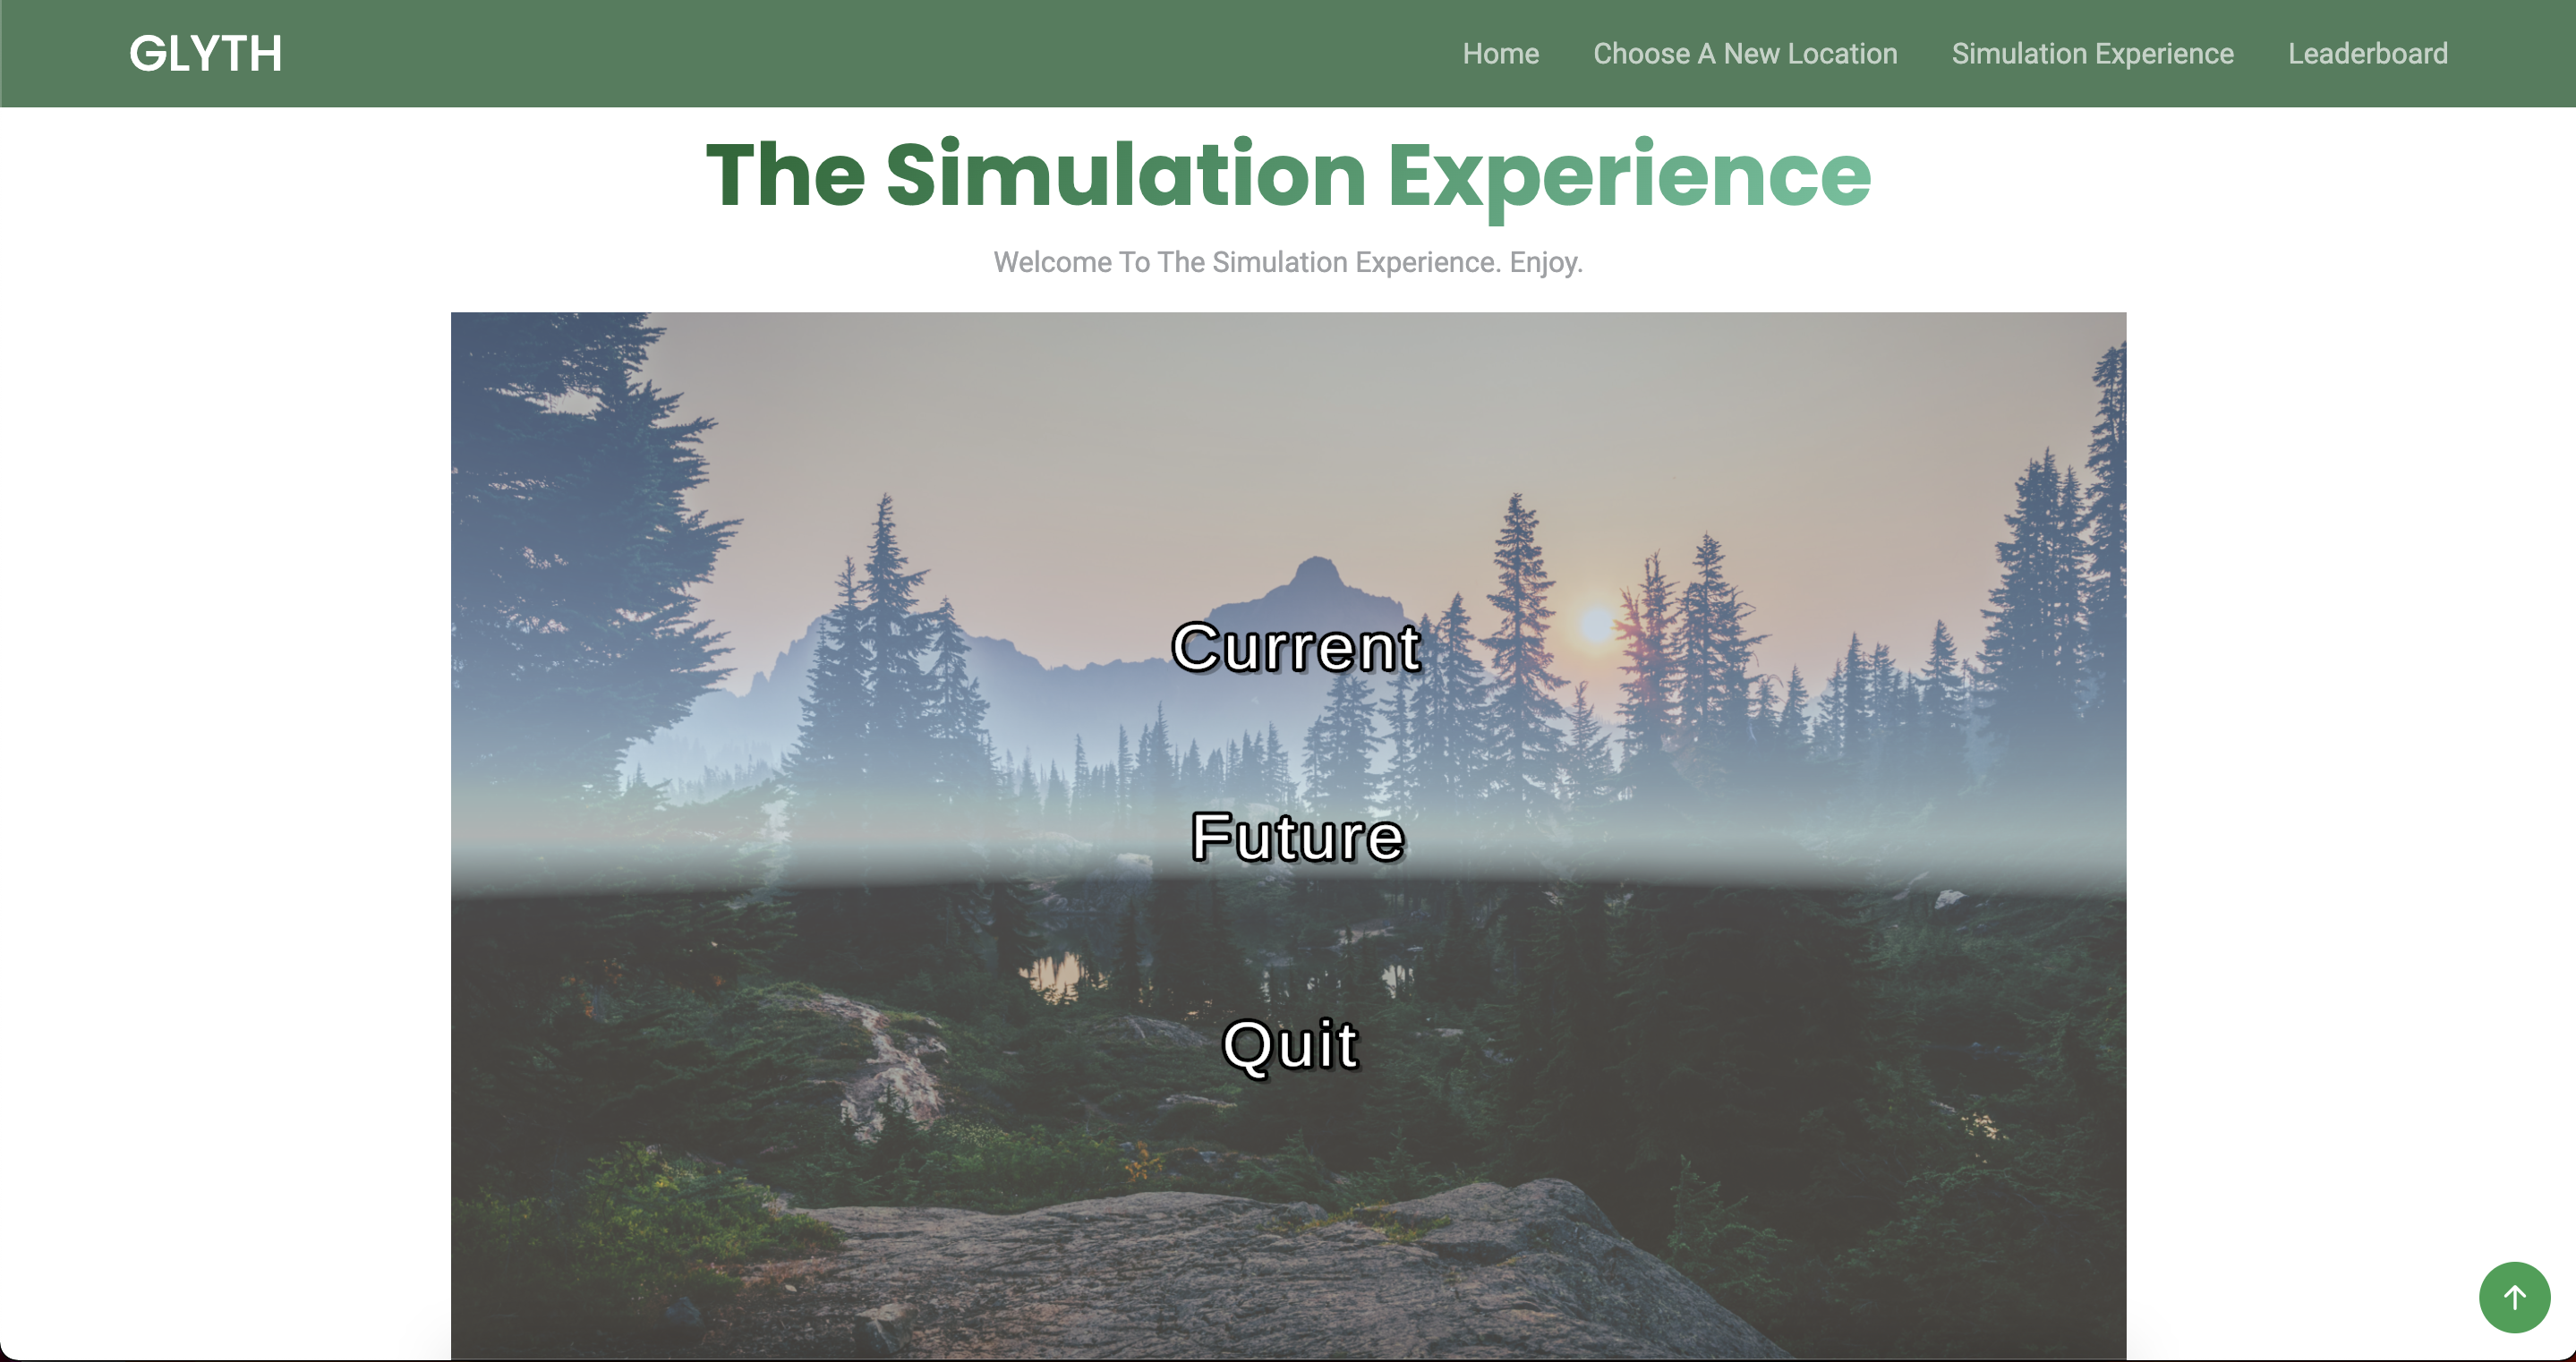 GLYTH
Home Choose A New Location Simulation Experience Leaderboard
The Simulation Experience
Welcome To The Simulation Experience. Enjoy.
Current
Future
Quit